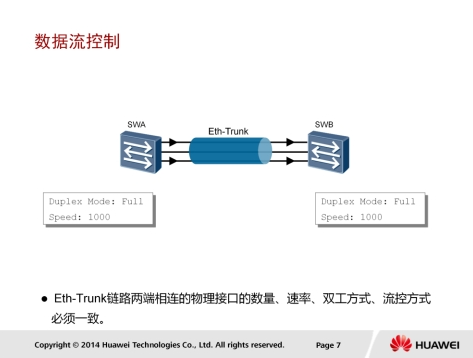 数据流控制
SWA
SWB
Eth-Trunk
Duplex Mode: Full
Speed: 1000
Duplex Mode: Full
Speed: 1000
● Eth-Trunk链路两端相连的物理接口的数量、速率、双工方式、流控方式
必须一致。
Copyright © 2014 Huawei Technologies Co., Ltd. All rights reserved.
Page 7
HUAWEI